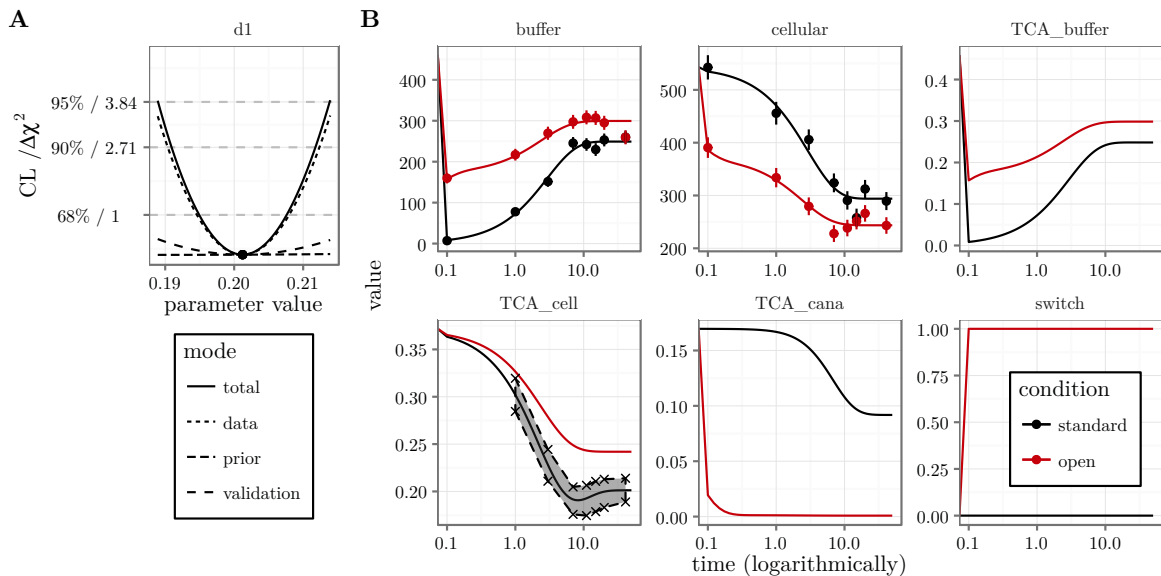 A
d1
CL /Δχ²
95% / 3.84
90% / 2.71
68% / 1
0.19
0.20
0.21
parameter value
mode
total
data
prior
validation
B
value
buffer
400
300
200
100
0
0.1
1.0
10.0
cellular
500
400
300
200
0.1
1.0
10.0
TCA_buffer
0.4
0.3
0.2
0.1
0.0
0.1
1.0
10.0
TCA_cell
0.35
0.30
0.25
0.20
0.1
1.0
10.0
TCA_cana
0.15
0.10
0.05
0.00
0.1
1.0
10.0
switch
1.00
0.75
0.50
0.25
0.00
0.1
1.0
10.0
condition
standard
open
time (logarithmically)